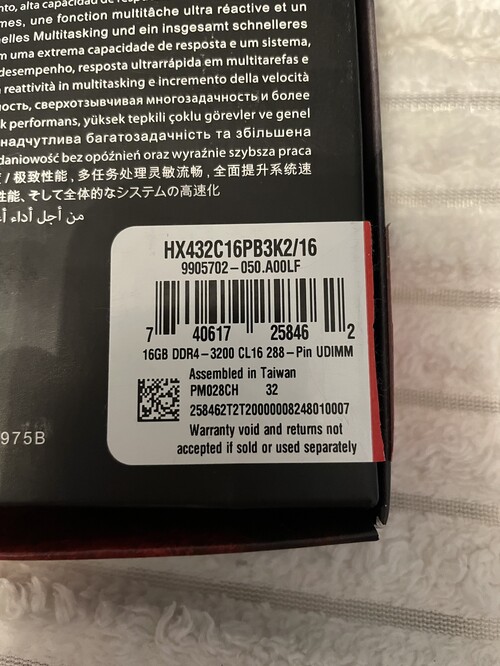 nto, alta capacidad de resp
mes, une fonction multitâche ultra réactive et un
elles Multitasking und ein insgesamt schnelleres
m uma extrema capacidade de resposta e um sistema,
desempenho, resposta ultrarrápida em multitarefas e
reattività in multitasking e incremento della velocità
ность, сверхотзывчивая многозадачность и более
k performans, yüksek tepkili çoklu görevler ve genel
надчутлива багатозадачність та збільшена
daniowość bez opóźnień oraz wyraźnie szybsza praca
/ 极致性能, 多任务处理灵敏流畅, 全面提升系统速
性能、そして全体的なシステムの高速化
من أجل أداء
HX432C16PB3K2/16
9905702-050.A00LF
7 40617 25846 2
16GB DDR4-3200 CL16 288-Pin UDIMM
Assembled in Taiwan
PM028CH 32
258462T2T20000008248010007
Warranty void and returns not
accepted if sold or used separately
975B